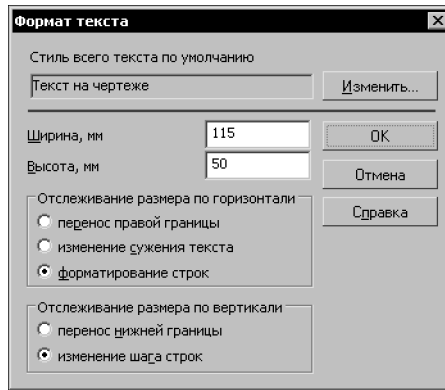 Формат текста
Стиль всего текста по умолчанию
Текст на чертеже
Изменить...
Ширина, мм 115
OK
Высота, мм 50
Отмена
Отслеживание размера по горизонтали
Справка
перенос правой границы
изменение сужения текста
форматирование строк
Отслеживание размера по вертикали
перенос нижней границы
изменение шага строк